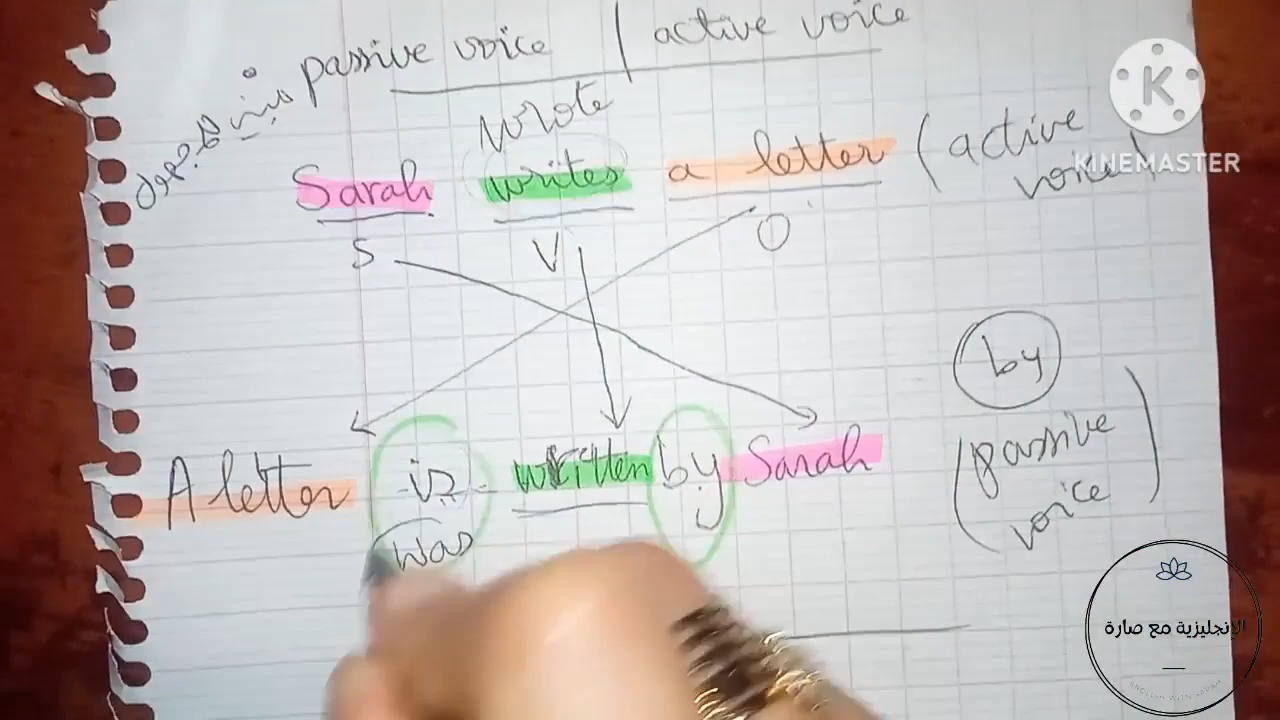 passive voice / active voice
مبني للمجهول
wrote
Sarah writes a letter (active voice)
S V O
by
A letter is written by Sarah (passive voice)
was
KINEMASTER
الإنجليزية مع صارة